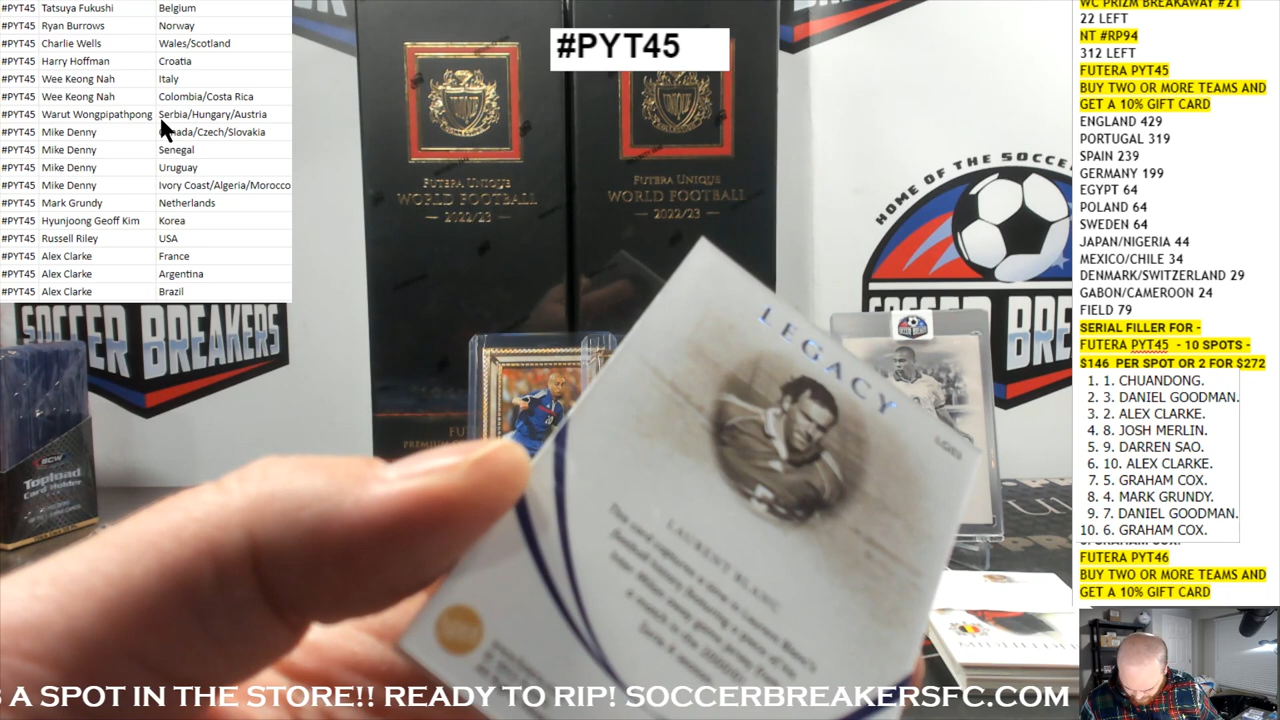 #PYT45 Tatsuya Fukushi Belgium
#PYT45 Ryan Burrows Norway
#PYT45 Charlie Wells Wales/Scotland
#PYT45 Harry Hoffman Croatia
#PYT45 Wee Keong Nah Italy
#PYT45 Wee Keong Nah Colombia/Costa Rica
#PYT45 Warut Wongpipathpong Serbia/Hungary/Austria
#PYT45 Mike Denny nada/Czech/Slovakia
#PYT45 Mike Denny Senegal
#PYT45 Mike Denny Uruguay
#PYT45 Mike Denny Ivory Coast/Algeria/Morocco
#PYT45 Mark Grundy Netherlands
#PYT45 Hyunjoong Geoff Kim Korea
#PYT45 Russell Riley USA
#PYT45 Alex Clarke France
#PYT45 Alex Clarke Argentina
#PYT45 Alex Clarke Brazil
#PYT45
UNIQUE
FUTERA UNIQUE
WORLD FOOTBALL
2022/23
UNIQUE
FUTERA UNIQUE
WORLD FOOTBALL
2022/23
HOME OF THE SOCCER
SOCCER
BREAKERS
LEGACY
LAURENT BLANC
BCW
Topload
Card Holder
WC PRIZM BREAKAWAY #21
22 LEFT
NT #RP94
312 LEFT
FUTERA PYT45
BUY TWO OR MORE TEAMS AND
GET A 10% GIFT CARD
ENGLAND 429
PORTUGAL 319
SPAIN 239
GERMANY 199
EGYPT 64
POLAND 64
SWEDEN 64
JAPAN/NIGERIA 44
MEXICO/CHILE 34
DENMARK/SWITZERLAND 29
GABON/CAMEROON 24
FIELD 79
SERIAL FILLER FOR -
FUTERA PYT45 - 10 SPOTS -
$146 PER SPOT OR 2 FOR $272
1. 1. CHUANDONG.
2. 3. DANIEL GOODMAN.
3. 2. ALEX CLARKE.
4. 8. JOSH MERLIN.
5. 9. DARREN SAO.
6. 10. ALEX CLARKE.
7. 5. GRAHAM COX.
8. 4. MARK GRUNDY.
9. 7. DANIEL GOODMAN.
10. 6. GRAHAM COX.
FUTERA PYT46
BUY TWO OR MORE TEAMS AND
GET A 10% GIFT CARD
A SPOT IN THE STORE!! READY TO RIP! SOCCERBREAKERSFC.COM